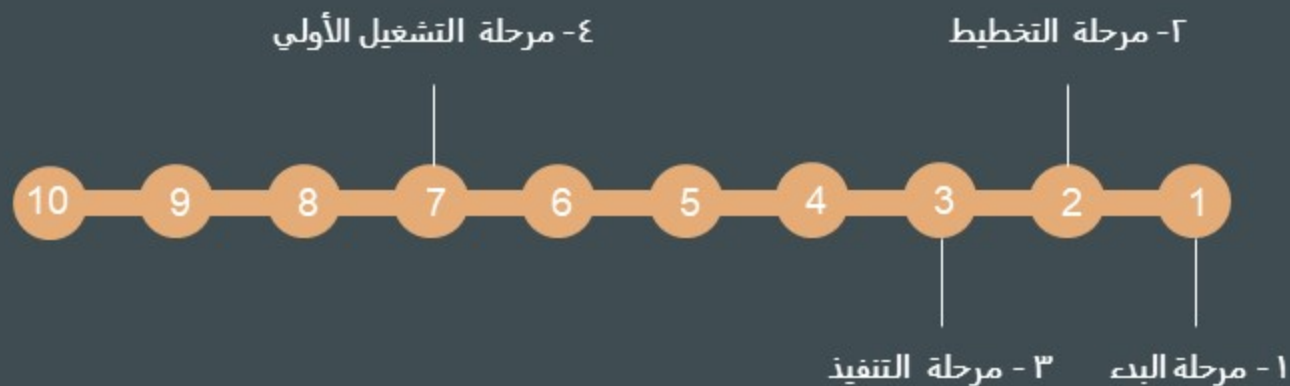 ٢- مرحلة التخطيط
٤- مرحلة التشغيل الأولي
1 2 3 4 5 6 7 8 9 10
١- مرحلة البدء
٣- مرحلة التنفيذ